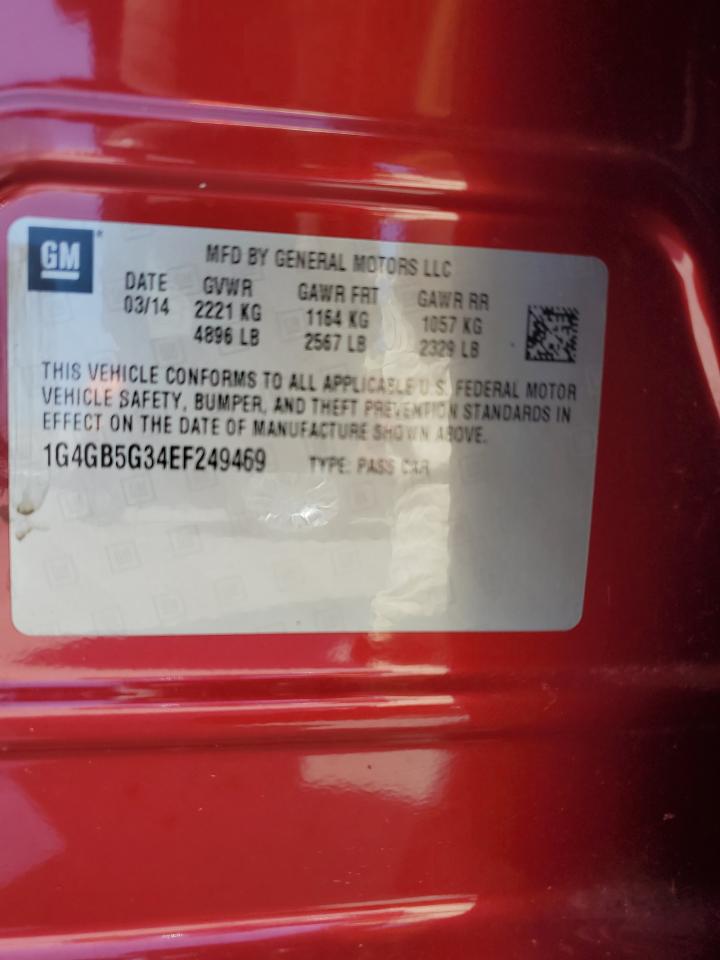 GM
MFD BY GENERAL MOTORS LLC
DATE GVWR GAWR FRT GAWR RR
03/14 2221 KG 1164 KG 1057 KG
4896 LB 2567 LB 2329 LB
THIS VEHICLE CONFORMS TO ALL APPLICABLE U.S. FEDERAL MOTOR
VEHICLE SAFETY, BUMPER, AND THEFT PREVENTION STANDARDS IN
EFFECT ON THE DATE OF MANUFACTURE SHOWN ABOVE.
1G4GB5G34EF249469 TYPE: PASS CAR